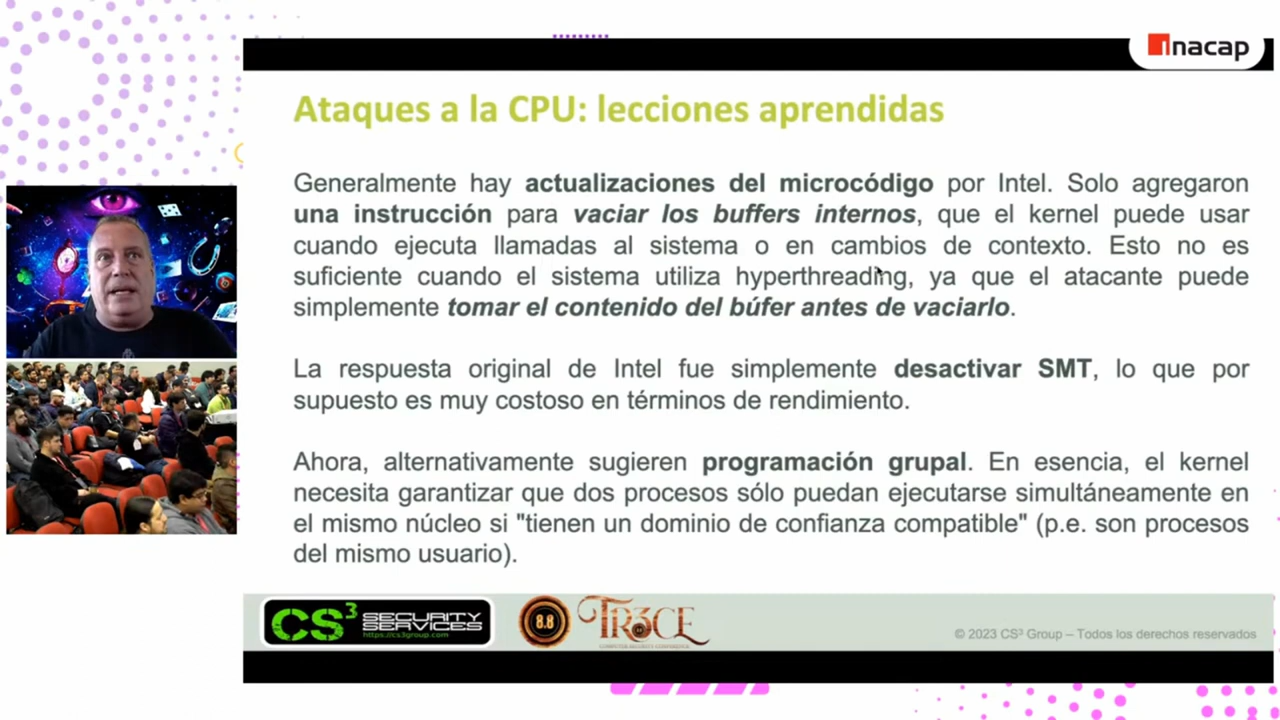 ınacap
Ataques a la CPU: lecciones aprendidas
Generalmente hay actualizaciones del microcódigo por Intel. Solo agregaron
una instrucción para vaciar los buffers internos, que el kernel puede usar
cuando ejecuta llamadas al sistema o en cambios de contexto. Esto no es
suficiente cuando el sistema utiliza hyperthreading, ya que el atacante puede
simplemente tomar el contenido del búfer antes de vaciarlo.
La respuesta original de Intel fue simplemente desactivar SMT, lo que por
supuesto es muy costoso en términos de rendimiento.
Ahora, alternativamente sugieren programación grupal. En esencia, el kernel
necesita garantizar que dos procesos sólo puedan ejecutarse simultáneamente en
el mismo núcleo si "tienen un dominio de confianza compatible" (p.e. son procesos
del mismo usuario).
CS³ SECURITY
SERVICES
https://cs3group.com
8.8
TR3CE
© 2023 CS³ Group – Todos los derechos reservados